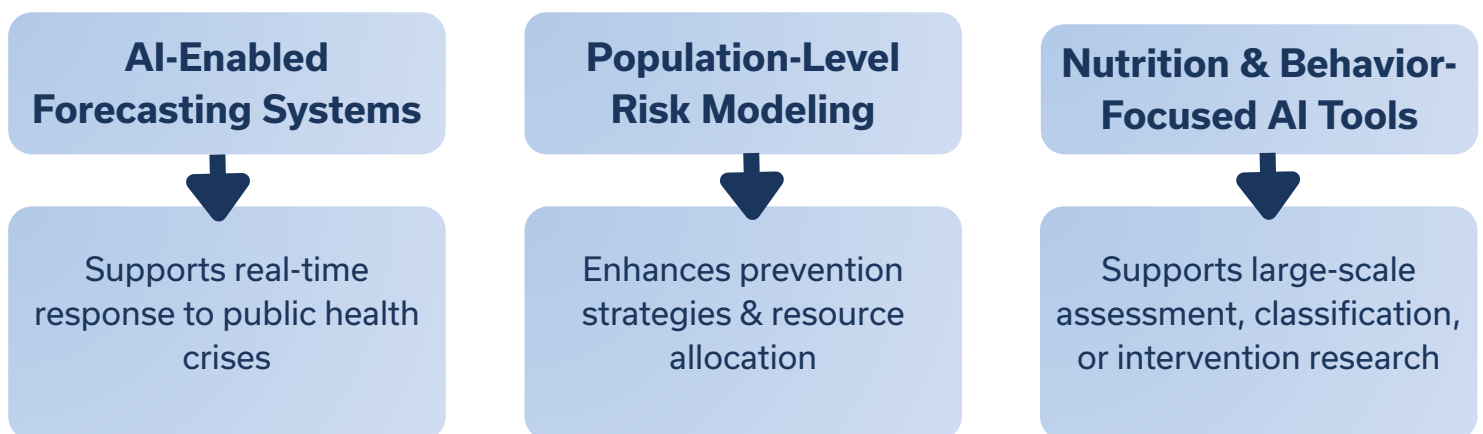 AI-Enabled
Forecasting Systems
Supports real-time
response to public health
crises
Population-Level
Risk Modeling
Enhances prevention
strategies & resource
allocation
Nutrition & Behavior-
Focused AI Tools
Supports large-scale
assessment, classification,
or intervention research